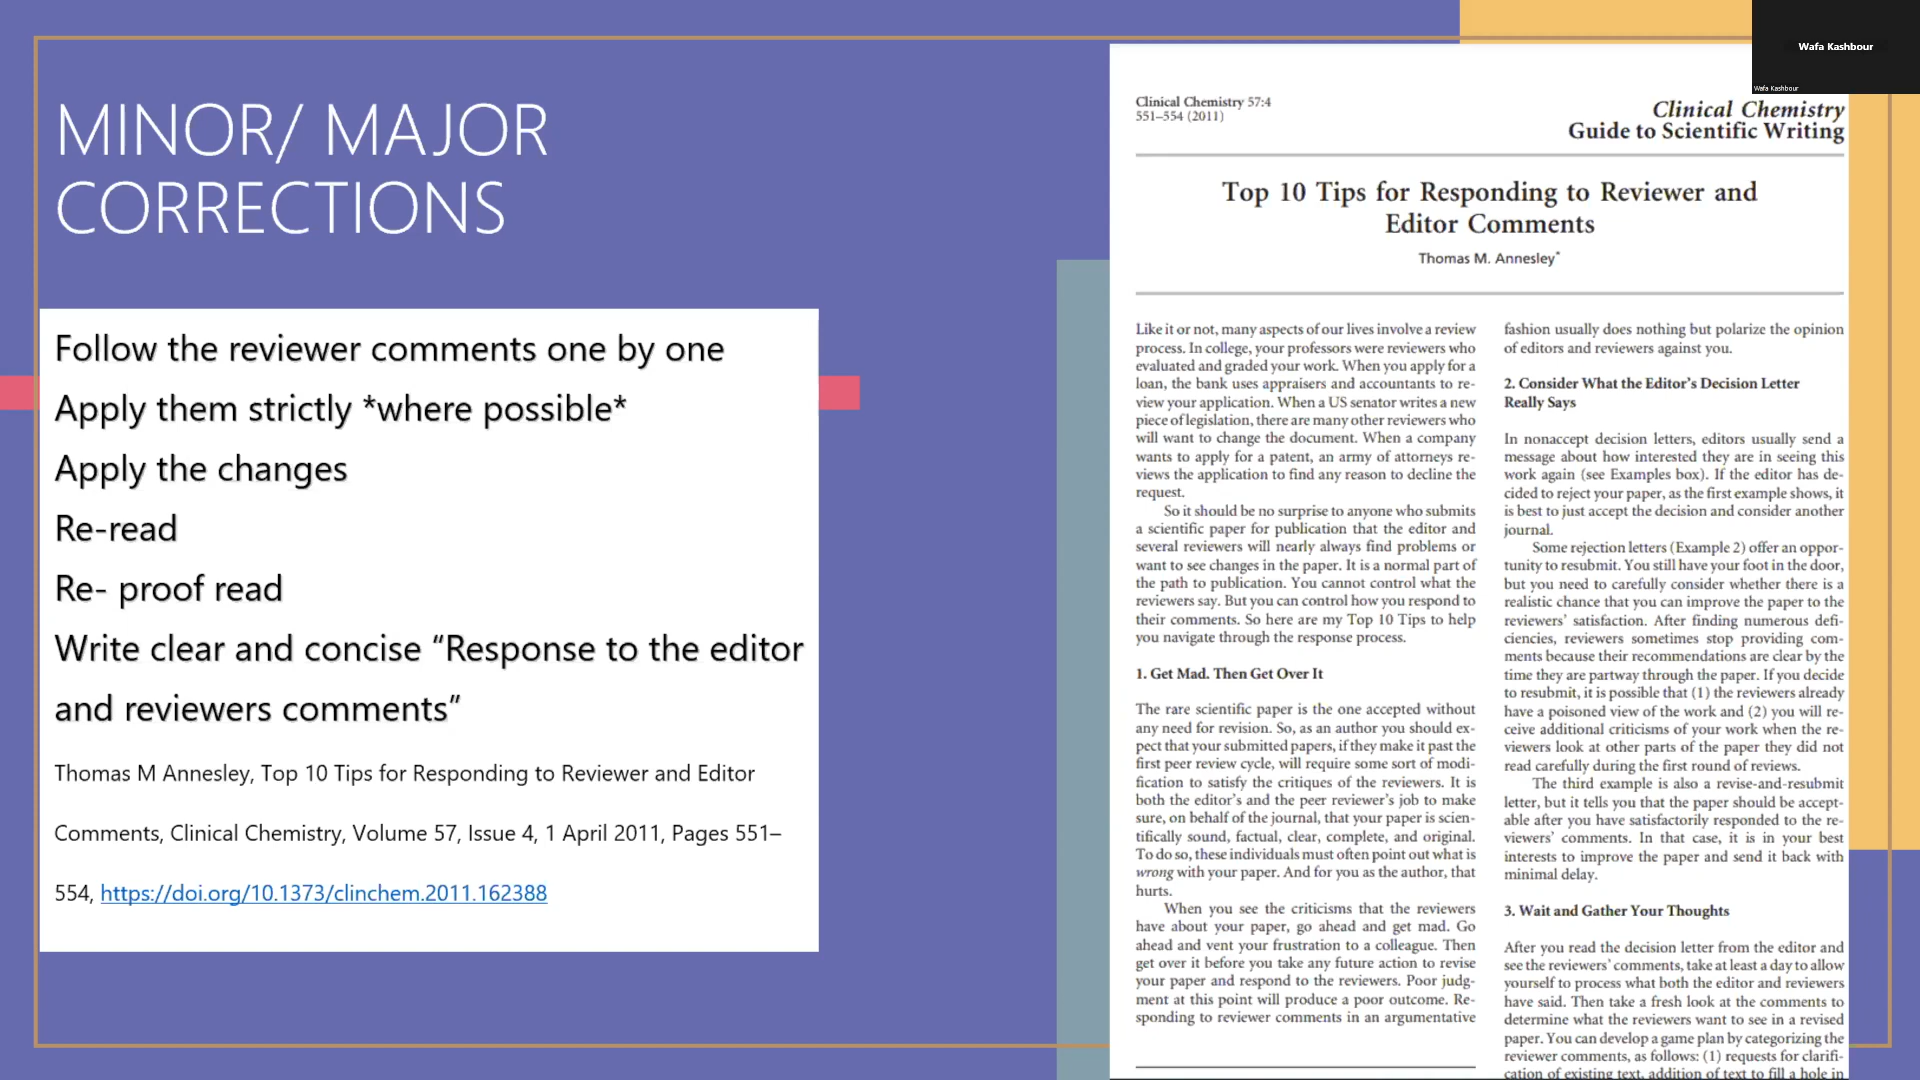 MINOR/ MAJOR
CORRECTIONS
Follow the reviewer comments one by one
Apply them strictly *where possible*
Apply the changes
Re-read
Re- proof read
Write clear and concise “Response to the editor
and reviewers comments”
Thomas M Annesley, Top 10 Tips for Responding to Reviewer and Editor
Comments, Clinical Chemistry, Volume 57, Issue 4, 1 April 2011, Pages 551–
554, https://doi.org/10.1373/clinchem.2011.162388
Wafa Kashbour
Wafa Kashbour
Clinical Chemistry 57:4
551–554 (2011)
Clinical Chemistry
Guide to Scientific Writing
Top 10 Tips for Responding to Reviewer and
Editor Comments
Thomas M. Annesley*
Like it or not, many aspects of our lives involve a review
process. In college, your professors were reviewers who
evaluated and graded your work. When you apply for a
loan, the bank uses appraisers and accountants to re-
view your application. When a US senator writes a new
piece of legislation, there are many other reviewers who
will want to change the document. When a company
wants to apply for a patent, an army of attorneys re-
views the application to find any reason to decline the
request.
So it should be no surprise to anyone who submits
a scientific paper for publication that the editor and
several reviewers will nearly always find problems or
want to see changes in the paper. It is a normal part of
the path to publication. You cannot control what the
reviewers say. But you can control how you respond to
their comments. So here are my Top 10 Tips to help
you navigate through the response process.
1. Get Mad. Then Get Over It
The rare scientific paper is the one accepted without
any need for revision. So, as an author you should ex-
pect that your submitted papers, if they make it past the
first peer review cycle, will require some sort of modi-
fication to satisfy the critiques of the reviewers. It is
both the editor’s and the peer reviewer’s job to make
sure, on behalf of the journal, that your paper is scien-
tifically sound, factual, clear, complete, and original.
To do so, these individuals must often point out what is
wrong with your paper. And for you as the author, that
hurts.
When you see the criticisms that the reviewers
have about your paper, go ahead and get mad. Go
ahead and vent your frustration to a colleague. Then
get over it before you take any future action to revise
your paper and respond to the reviewers. Poor judg-
ment at this point will produce a poor outcome. Re-
sponding to reviewer comments in an argumentative
fashion usually does nothing but polarize the opinion
of editors and reviewers against you.
2. Consider What the Editor’s Decision Letter
Really Says
In nonaccept decision letters, editors usually send a
message about how interested they are in seeing this
work again (see Examples box). If the editor has de-
cided to reject your paper, as the first example shows, it
is best to just accept the decision and consider another
journal.
Some rejection letters (Example 2) offer an oppor-
tunity to resubmit. You still have your foot in the door,
but you need to carefully consider whether there is a
realistic chance that you can improve the paper to the
reviewers’ satisfaction. After finding numerous defi-
ciencies, reviewers sometimes stop providing com-
ments because their recommendations are clear by the
time they are partway through the paper. If you decide
to resubmit, it is possible that (1) the reviewers already
have a poisoned view of the work and (2) you will re-
ceive additional criticisms of your work when the re-
viewers look at other parts of the paper they did not
read carefully during the first round of reviews.
The third example is also a revise-and-resubmit
letter, but it tells you that the paper should be accept-
able after you have satisfactorily responded to the re-
viewers’ comments. In that case, it is in your best
interests to improve the paper and send it back with
minimal delay.
3. Wait and Gather Your Thoughts
After you read the decision letter from the editor and
see the reviewers’ comments, take at least a day to allow
yourself to process what both the editor and reviewers
have said. Then take a fresh look at the comments to
determine what the reviewers want to see in a revised
paper. You can develop a game plan by categorizing the
reviewer comments, as follows: (1) requests for clarifi-
cation of existing text, addition of text to fill a hole in